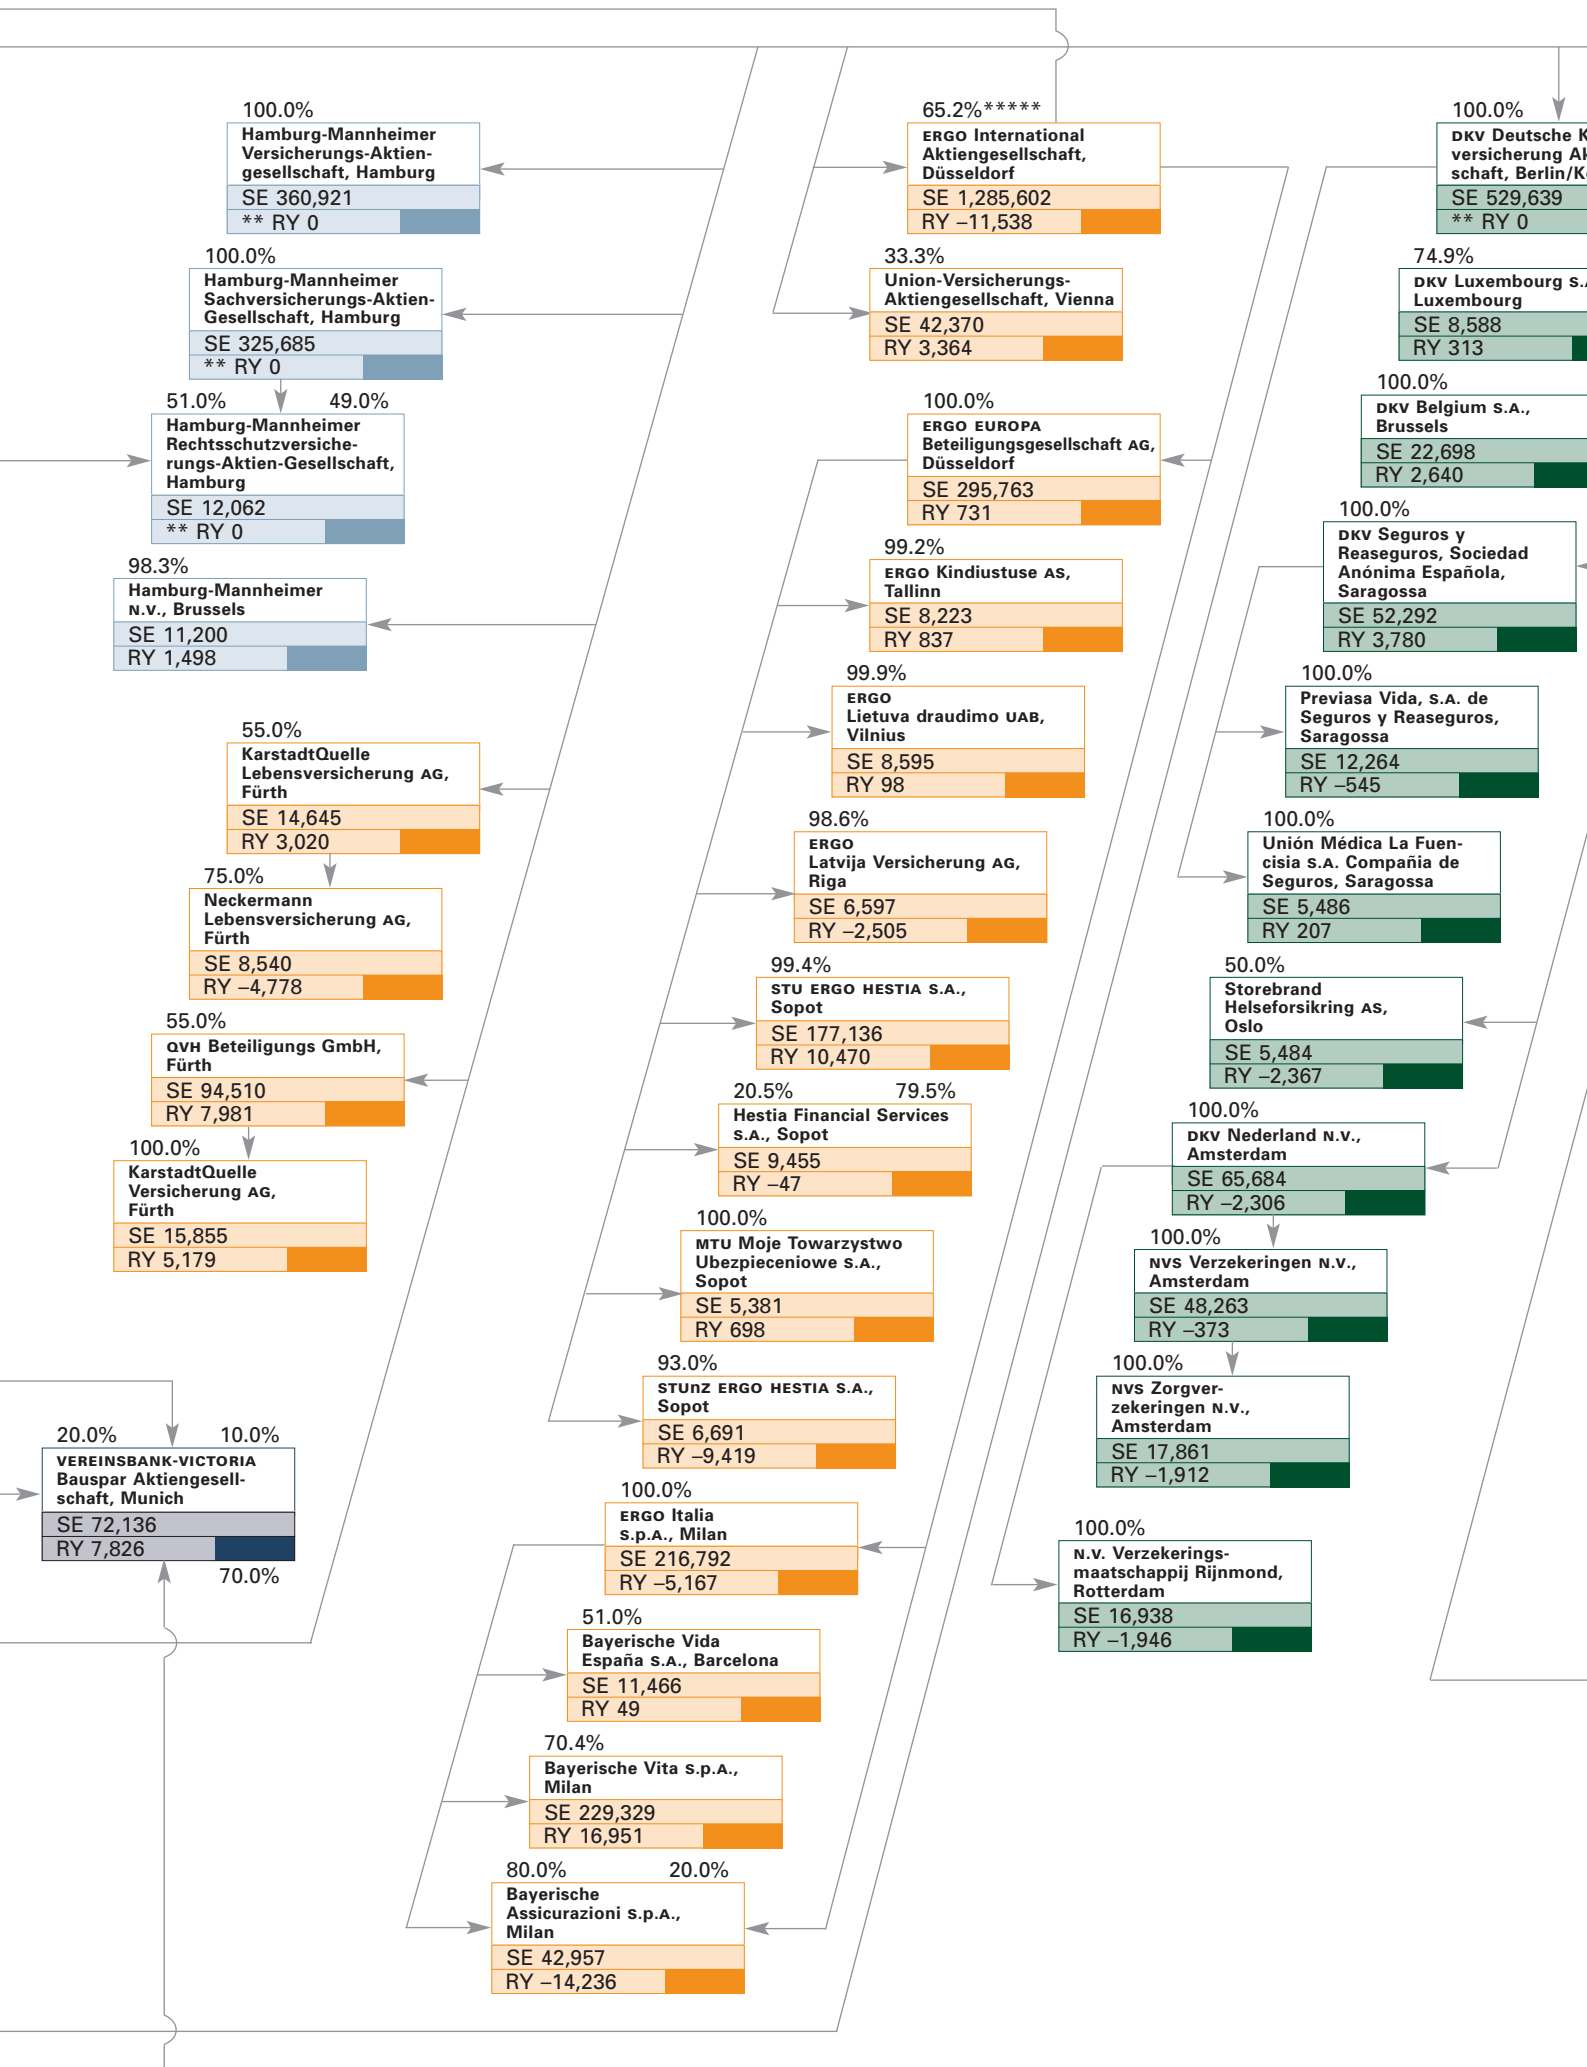 100.0%
Hamburg-Mannheimer
Versicherungs-Aktien-
gesellschaft, Hamburg
SE 360,921
** RY 0
100.0%
Hamburg-Mannheimer
Sachversicherungs-Aktien-
Gesellschaft, Hamburg
SE 325,685
** RY 0
51.0% 49.0%
Hamburg-Mannheimer
Rechtsschutzversiche-
rungs-Aktien-Gesellschaft,
Hamburg
SE 12,062
** RY 0
98.3%
Hamburg-Mannheimer
N.V., Brussels
SE 11,200
RY 1,498
55.0%
KarstadtQuelle
Lebensversicherung AG,
Fürth
SE 14,645
RY 3,020
75.0%
Neckermann
Lebensversicherung AG,
Fürth
SE 8,540
RY –4,778
55.0%
QVH Beteiligungs GmbH,
Fürth
SE 94,510
RY 7,981
100.0%
KarstadtQuelle
Versicherung AG,
Fürth
SE 15,855
RY 5,179
20.0% 10.0%
VEREINSBANK-VICTORIA
Bauspar Aktiengesell-
schaft, Munich
SE 72,136
RY 7,826
70.0%
65.2%*****
ERGO International
Aktiengesellschaft,
Düsseldorf
SE 1,285,602
RY –11,538
33.3%
Union-Versicherungs-
Aktiengesellschaft, Vienna
SE 42,370
RY 3,364
100.0%
ERGO EUROPA
Beteiligungsgesellschaft AG,
Düsseldorf
SE 295,763
RY 731
99.2%
ERGO Kindiustuse AS,
Tallinn
SE 8,223
RY 837
99.9%
ERGO
Lietuva draudimo UAB,
Vilnius
SE 8,595
RY 98
98.6%
ERGO
Latvija Versicherung AG,
Riga
SE 6,597
RY –2,505
99.4%
STU ERGO HESTIA S.A.,
Sopot
SE 177,136
RY 10,470
20.5% 79.5%
Hestia Financial Services
S.A., Sopot
SE 9,455
RY –47
100.0%
MTU Moje Towarzystwo
Ubezpieceniowe S.A.,
Sopot
SE 5,381
RY 698
93.0%
STUnZ ERGO HESTIA S.A.,
Sopot
SE 6,691
RY –9,419
100.0%
ERGO Italia
S.p.A., Milan
SE 216,792
RY –5,167
51.0%
Bayerische Vida
España S.A., Barcelona
SE 11,466
RY 49
70.4%
Bayerische Vita S.p.A.,
Milan
SE 229,329
RY 16,951
80.0% 20.0%
Bayerische
Assicurazioni S.p.A.,
Milan
SE 42,957
RY –14,236
100.0%
DKV Deutsche K
versicherung Ak
schaft, Berlin/K
SE 529,639
** RY 0
74.9%
DKV Luxembourg S.A
Luxembourg
SE 8,588
RY 313
100.0%
DKV Belgium S.A.,
Brussels
SE 22,698
RY 2,640
100.0%
DKV Seguros y
Reaseguros, Sociedad
Anónima Española,
Saragossa
SE 52,292
RY 3,780
100.0%
Previasa Vida, S.A. de
Seguros y Reaseguros,
Saragossa
SE 12,264
RY –545
100.0%
Unión Médica La Fuen-
cisia S.A. Compañia de
Seguros, Saragossa
SE 5,486
RY 207
50.0%
Storebrand
Helseforsikring AS,
Oslo
SE 5,484
RY –2,367
100.0%
DKV Nederland N.V.,
Amsterdam
SE 65,684
RY –2,306
100.0%
NVS Verzekeringen N.V.,
Amsterdam
SE 48,263
RY –373
100.0%
NVS Zorgver-
zekeringen N.V.,
Amsterdam
SE 17,861
RY –1,912
100.0%
N.V. Verzekerings-
maatschappij Rijnmond,
Rotterdam
SE 16,938
RY –1,946